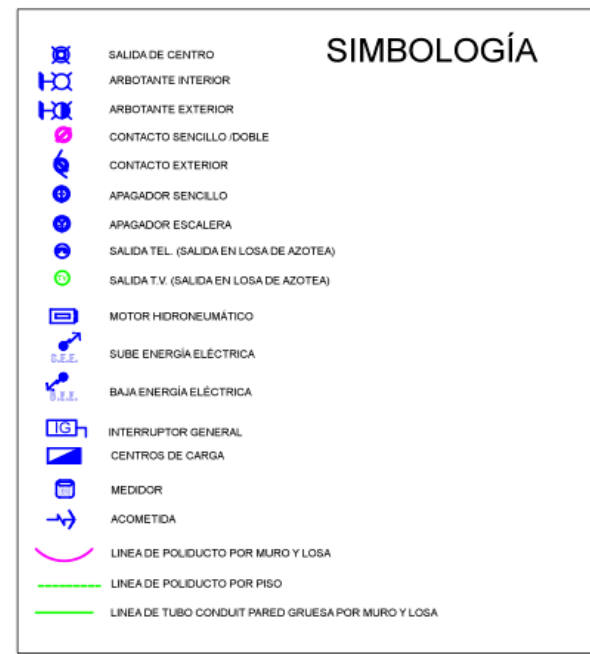 SIMBOLOGÍA
SALIDA DE CENTRO
ARBOTANTE INTERIOR
ARBOTANTE EXTERIOR
CONTACTO SENCILLO /DOBLE
CONTACTO EXTERIOR
APAGADOR SENCILLO
APAGADOR ESCALERA
SALIDA TEL. (SALIDA EN LOSA DE AZOTEA)
SALIDA T.V. (SALIDA EN LOSA DE AZOTEA)
MOTOR HIDRONEUMÁTICO
S.E.E.
SUBE ENERGÍA ELÉCTRICA
B.E.E.
BAJA ENERGÍA ELÉCTRICA
IG
INTERRUPTOR GENERAL
CENTROS DE CARGA
MEDIDOR
ACOMETIDA
LINEA DE POLIDUCTO POR MURO Y LOSA
LINEA DE POLIDUCTO POR PISO
LINEA DE TUBO CONDUIT PARED GRUESA POR MURO Y LOSA